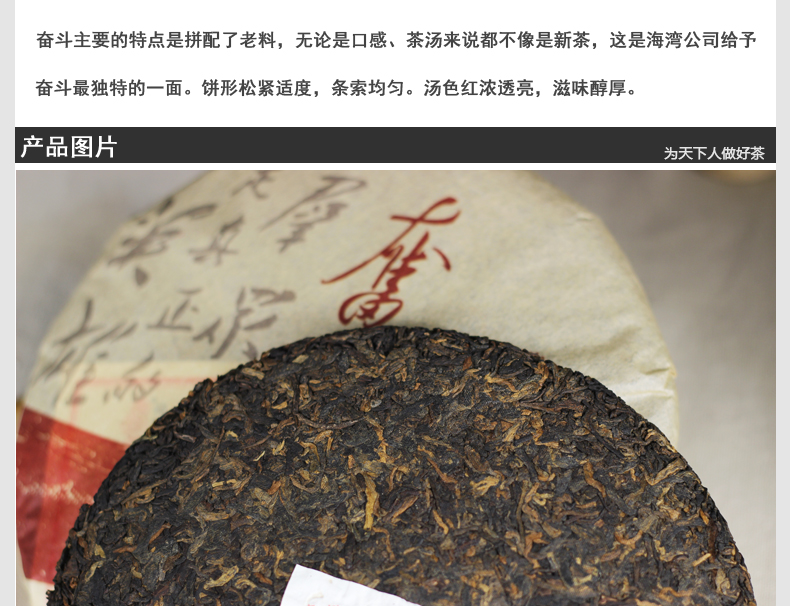 奋斗主要的特点是拼配了老料，无论是口感、茶汤来说都不像是新茶，这是海湾公司给予
奋斗最独特的一面。饼形松紧适度，条索均匀。汤色红浓透亮，滋味醇厚。
产品图片
为天下人做好茶
奮